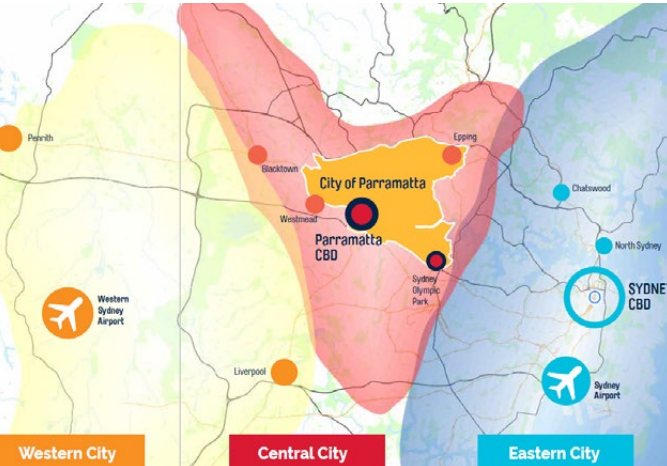 Penrith
Blacktown
Epping
City of Parramatta
Westmead
Parramatta
CBD
Sydney
Olympic
Park
Chatswood
North Sydney
SYDNEY
CBD
Western
Sydney
Airport
Liverpool
Sydney
Airport
Western City
Central City
Eastern City